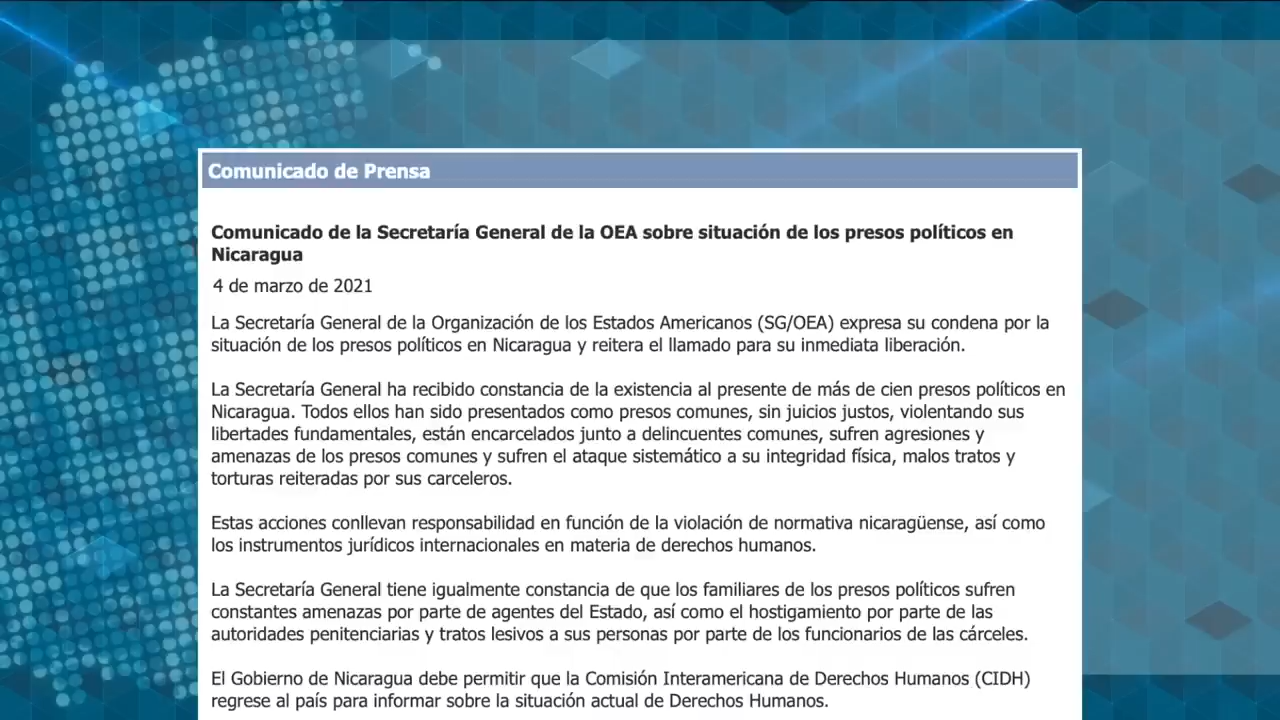 Comunicado de Prensa
Comunicado de la Secretaría General de la OEA sobre situación de los presos políticos en
Nicaragua
4 de marzo de 2021
La Secretaría General de la Organización de los Estados Americanos (SG/OEA) expresa su condena por la
situación de los presos políticos en Nicaragua y reitera el llamado para su inmediata liberación.
La Secretaría General ha recibido constancia de la existencia al presente de más de cien presos políticos en
Nicaragua. Todos ellos han sido presentados como presos comunes, sin juicios justos, violentando sus
libertades fundamentales, están encarcelados junto a delincuentes comunes, sufren agresiones y
amenazas de los presos comunes y sufren el ataque sistemático a su integridad física, malos tratos y
torturas reiteradas por sus carceleros.
Estas acciones conllevan responsabilidad en función de la violación de normativa nicaragüense, así como
los instrumentos jurídicos internacionales en materia de derechos humanos.
La Secretaría General tiene igualmente constancia de que los familiares de los presos políticos sufren
constantes amenazas por parte de agentes del Estado, así como el hostigamiento por parte de las
autoridades penitenciarias y tratos lesivos a sus personas por parte de los funcionarios de las cárceles.
El Gobierno de Nicaragua debe permitir que la Comisión Interamericana de Derechos Humanos (CIDH)
regrese al país para informar sobre la situación actual de Derechos Humanos.